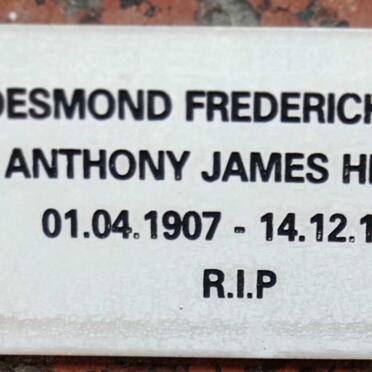 DESMOND FREDERICK
ANTHONY JAMES
01.04.1907 - 14.12.1
R.I.P